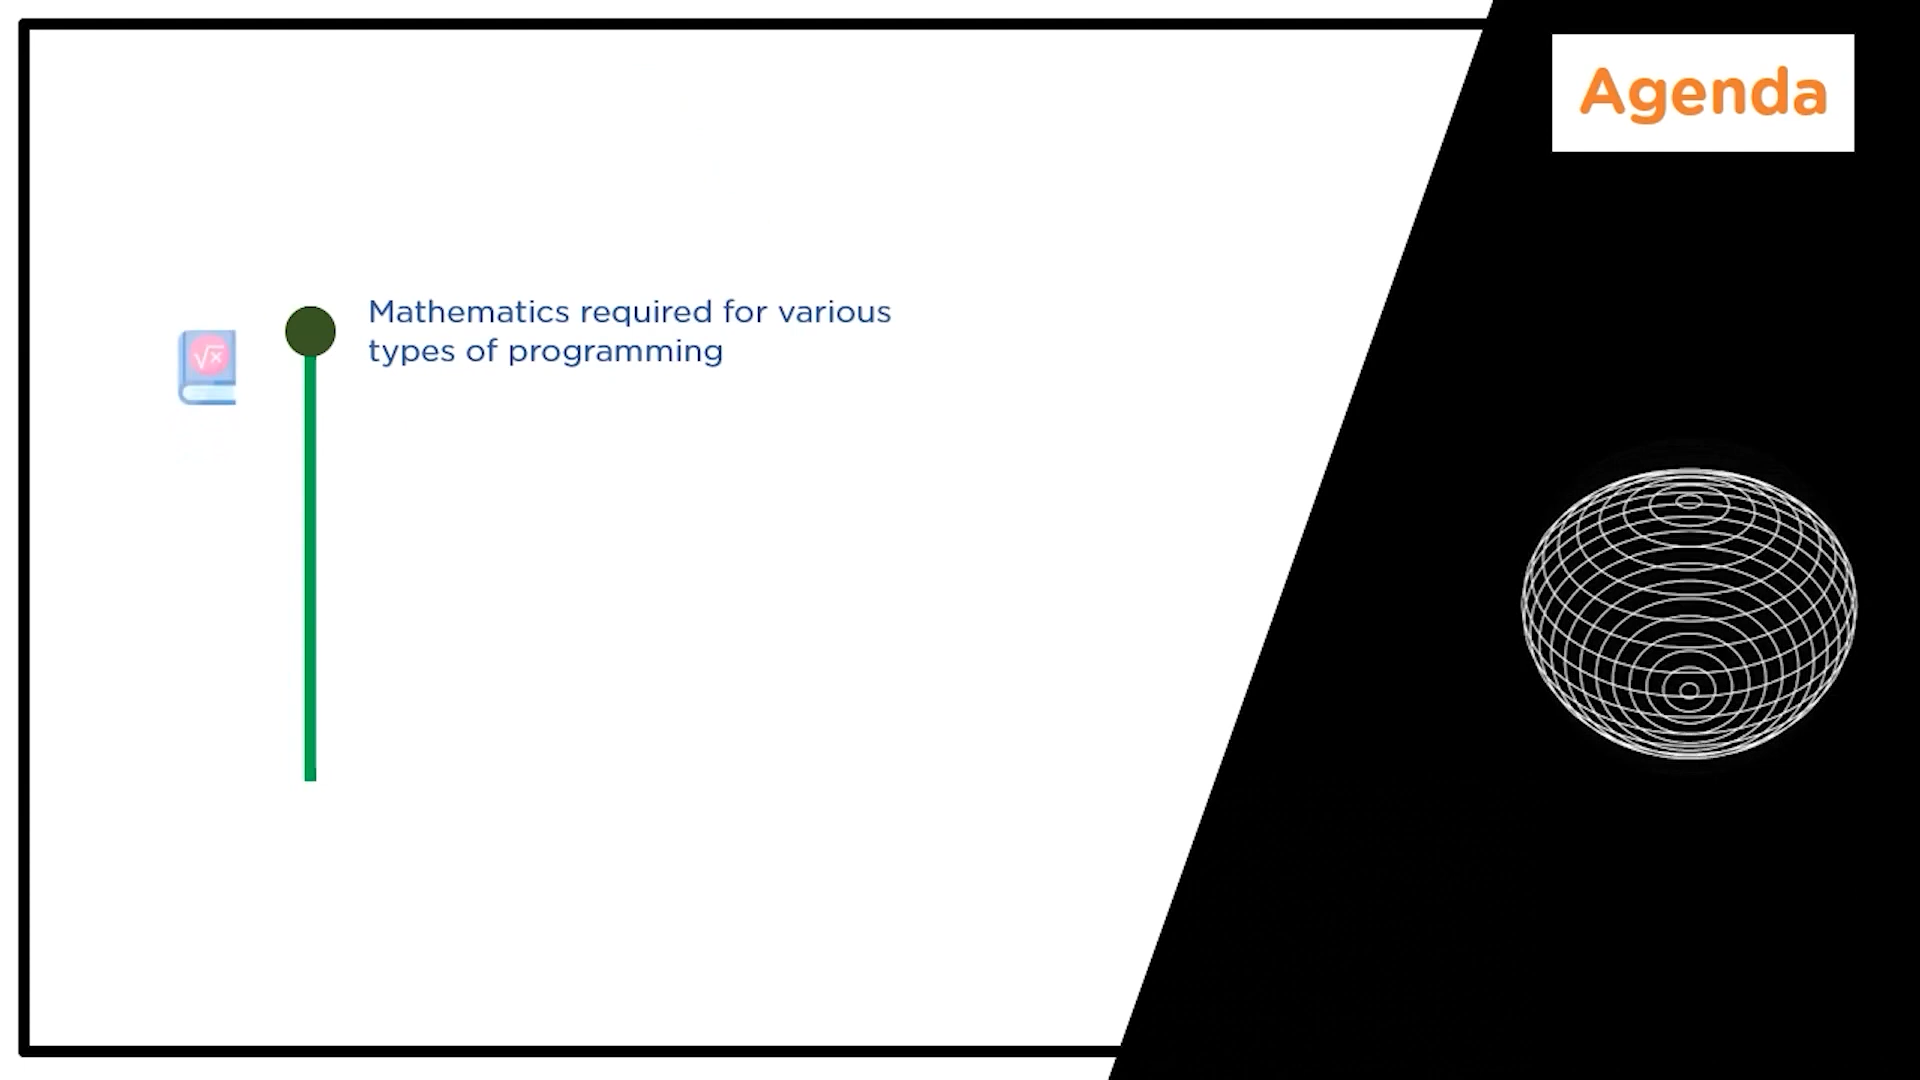 Agenda
Mathematics required for various
types of programming
√x